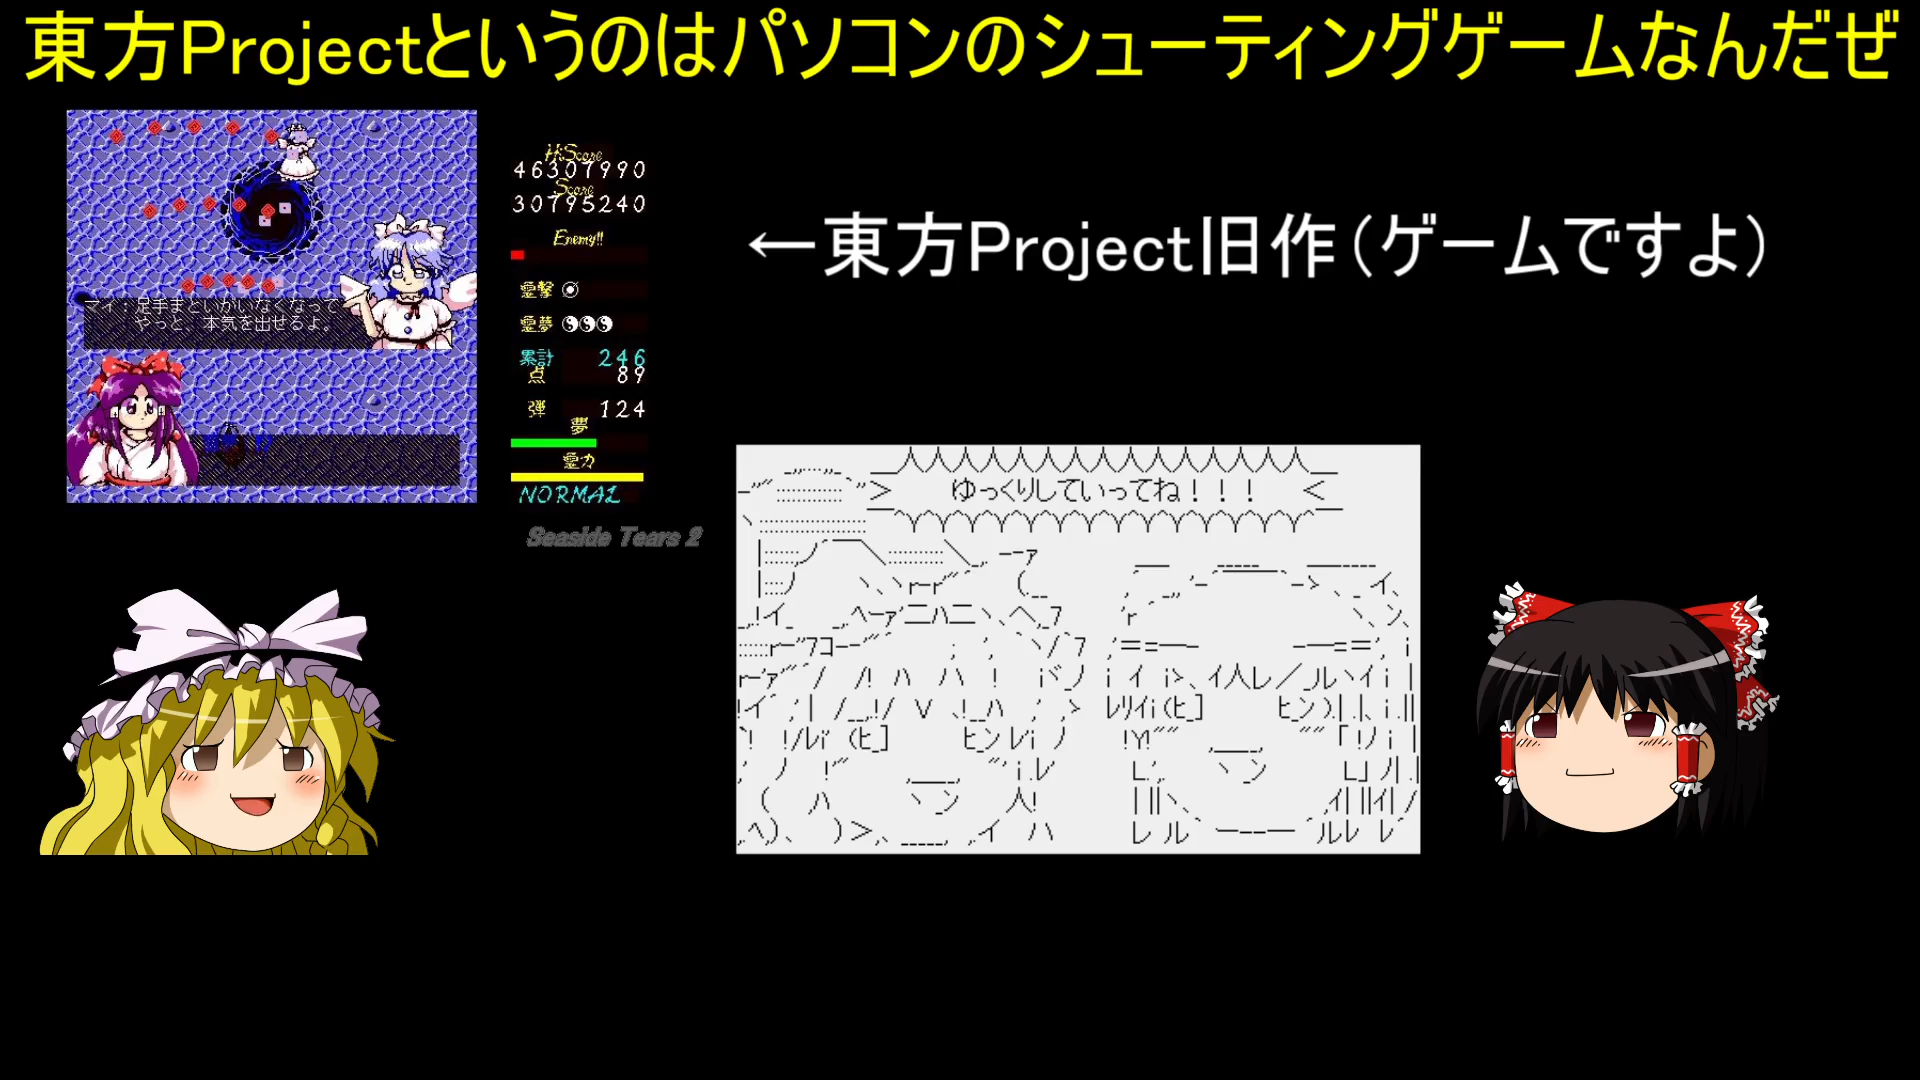 東方Projectというのはパソコンのシューティングゲームなんだぜ
HiScore
46307990
Score
30795240
Enemy!!
霊撃
霊夢
累計 246
点 89
弾 124
夢
霊力
NORMAL
Seaside Tears 2
マイ：足手まといがいなくなって
やっと、本気を出せるよ。
←東方Project旧作（ゲームですよ）
ゆっくりしていってね！！！